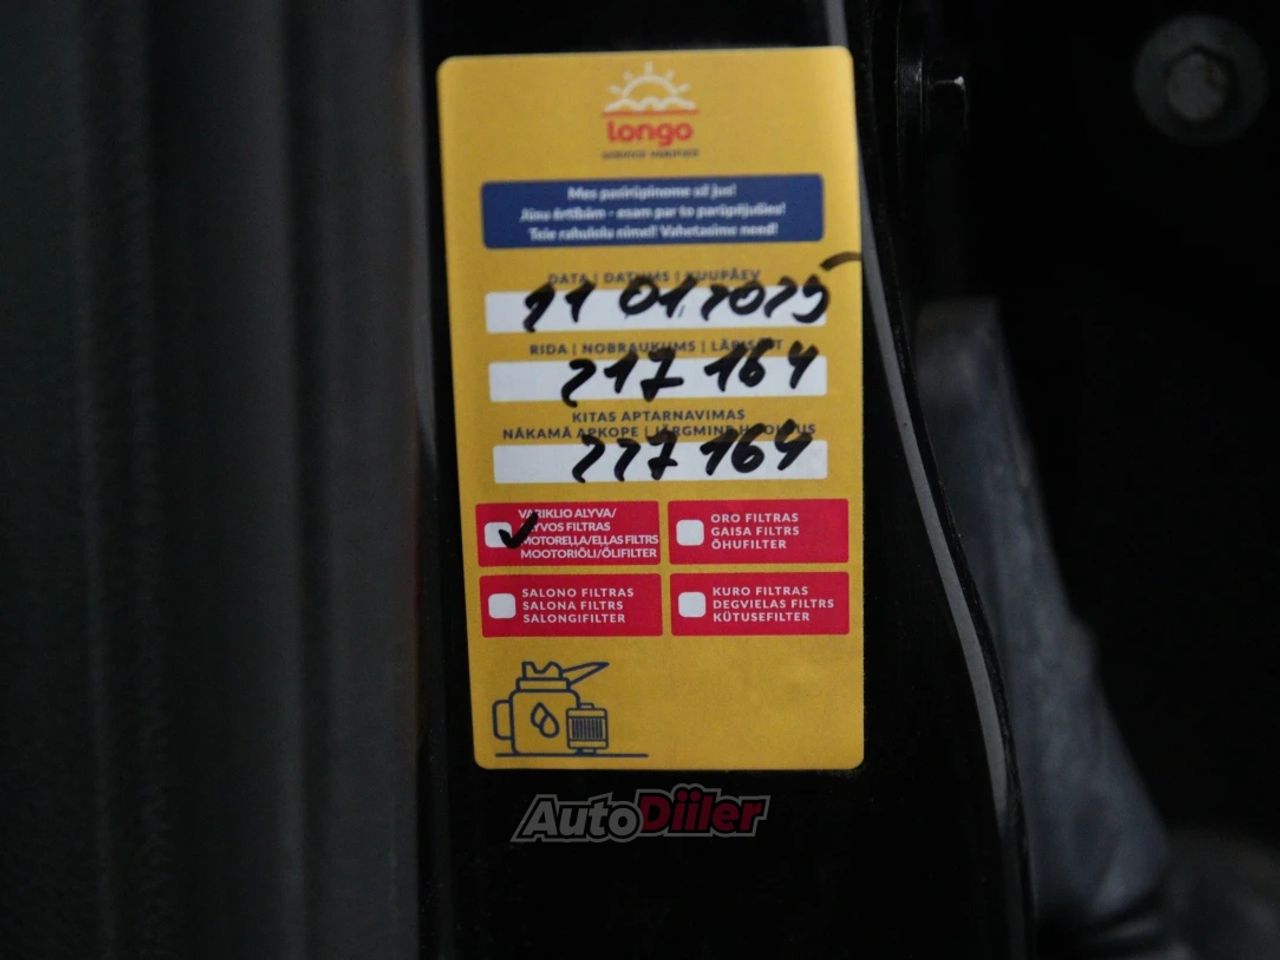 longo
Mes pasirūpinome už jus!
Jūsu ērtībām - esam par to parūpējušies!
Teie rahulolu nimel! Vahetasime need!
DATA | DATUMS | KUUPÄEV
11 01 2025
RIDA | NOBRAUKUMS | LÄBISÕIT
217 164
KITAS APTARNAVIMAS
NĀKAMĀ APKOPE | JÄRGMINE HOOLDUS
227 164
VARIKLIO ALYVA/
ALYVOS FILTRAS
MOTOREĻĻA/EĻĻAS FILTRS
MOOTORIÕLI/ÕLIFILTER
ORO FILTRAS
GAISA FILTRS
ÕHUFILTER
SALONO FILTRAS
SALONA FILTRS
SALONGIFILTER
KURO FILTRAS
DEGVIELAS FILTRS
KÜTUSEFILTER
AutoDiiler